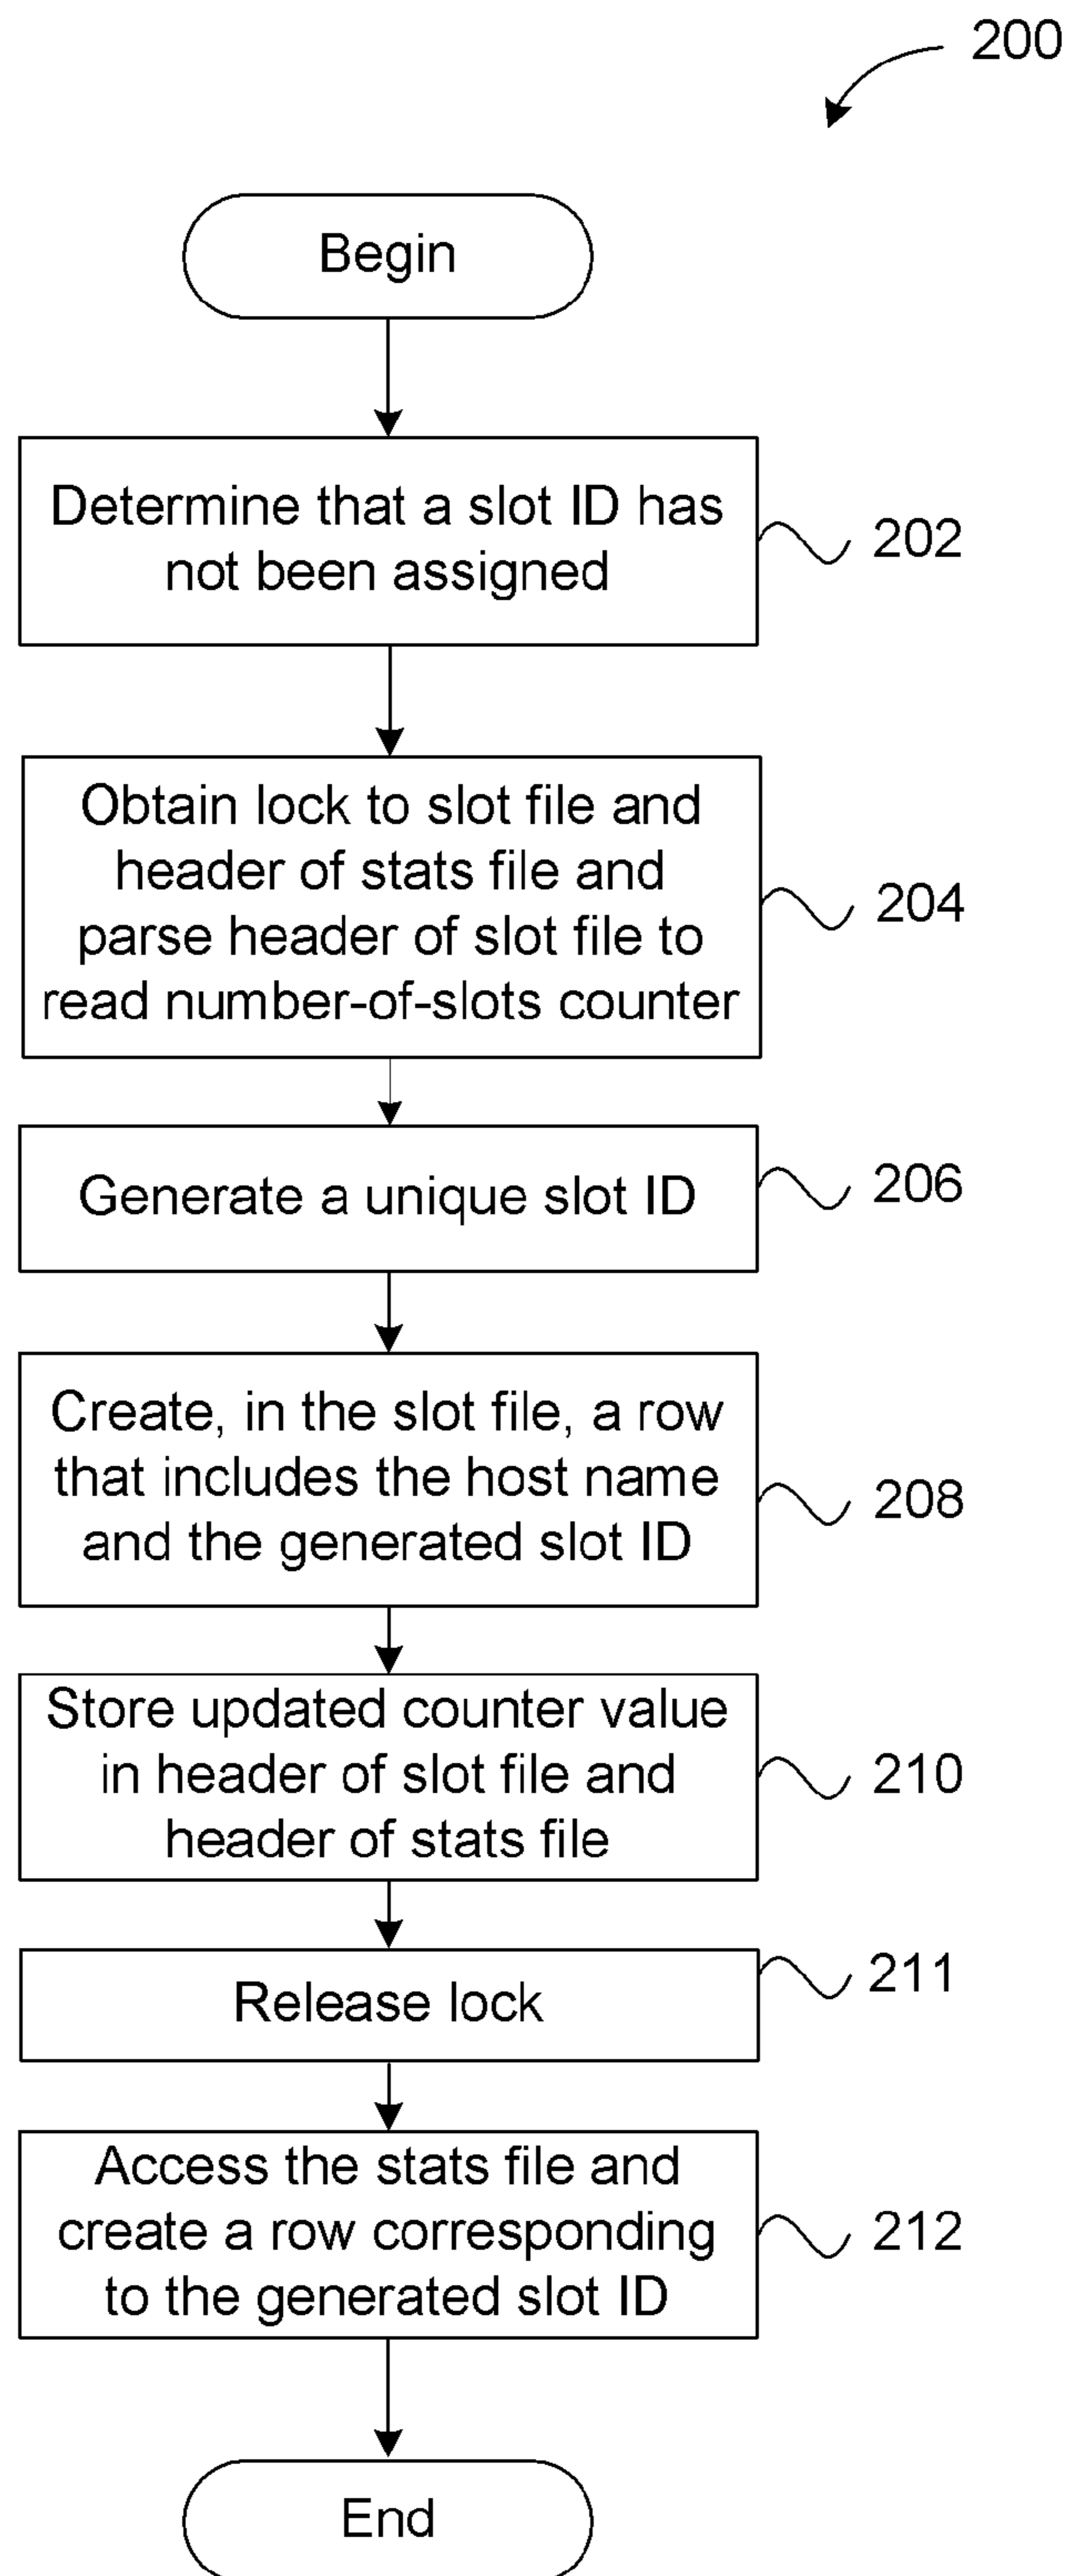 200
Begin
Determine that a slot ID has
not been assigned
202
Obtain lock to slot file and
header of stats file and
parse header of slot file to
read number-of-slots counter
204
Generate a unique slot ID
206
Create, in the slot file, a row
that includes the host name
and the generated slot ID
208
Store updated counter value
in header of slot file and
header of stats file
210
Release lock
211
Access the stats file and
create a row corresponding
to the generated slot ID
212
End